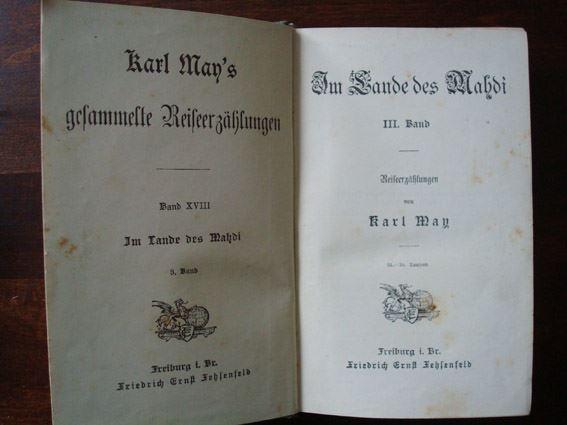 Karl May's
gesammelte Reiseerzählungen
Band XVIII
Im Lande des Mahdi
3. Band
Freiburg i. Br.
Friedrich Ernst Fehsenfeld
Im Lande des Mahdi
III. Band
Reiseerzählungen
von
Karl May
Tausend
Freiburg i. Br.
Friedrich Ernst Fehsenfeld